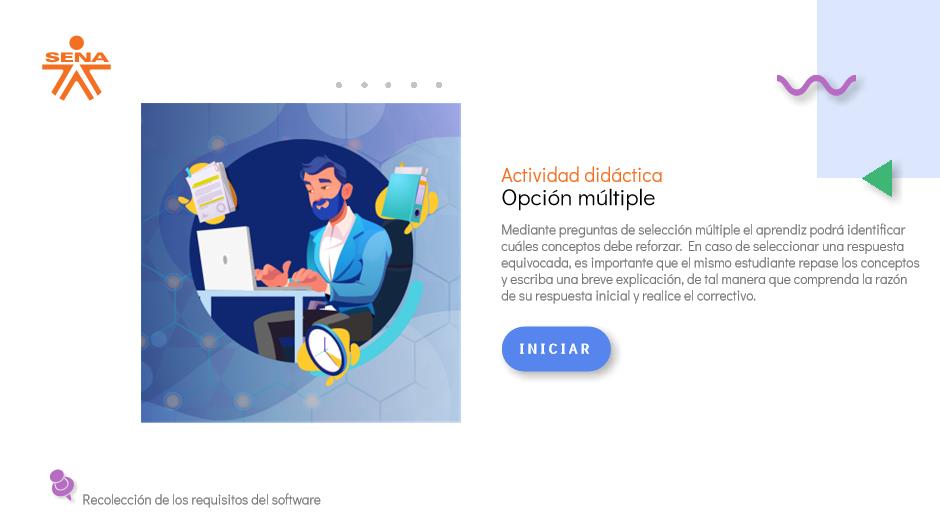 SENA
Actividad didáctica
Opción múltiple
Mediante preguntas de selección múltiple el aprendiz podrá identificar
cuáles conceptos debe reforzar. En caso de seleccionar una respuesta
equivocada, es importante que el mismo estudiante repase los conceptos
y escriba una breve explicación, de tal manera que comprenda la razón
de su respuesta inicial y realice el correctivo.
INICIAR
Recolección de los requisitos del software